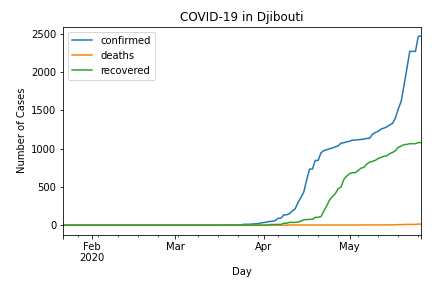 COVID-19 in Djibouti
confirmed
deaths
recovered
Number of Cases
2500
2000
1500
1000
500
0
Feb
2020
Mar
Apr
May
Day